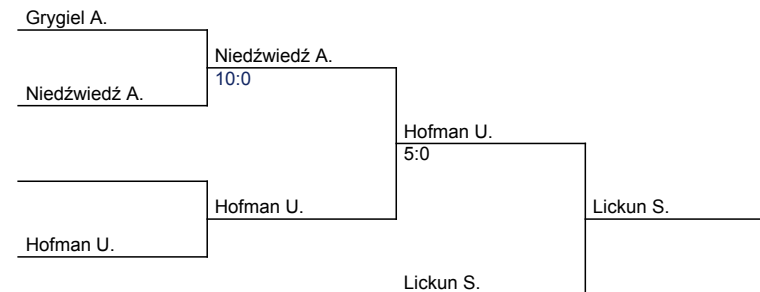 Grygiel A.
Niedźwiedź A.
10:0
Niedźwiedź A.
Hofman U.
5:0
Hofman U.
Lickun S.
Hofman U.
Lickun S.